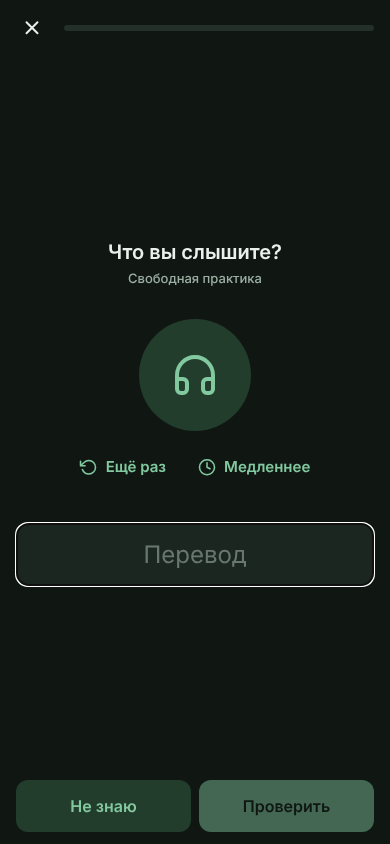 Что вы слышите?
Свободная практика
Ещё раз
Медленнее
Перевод
Не знаю
Проверить